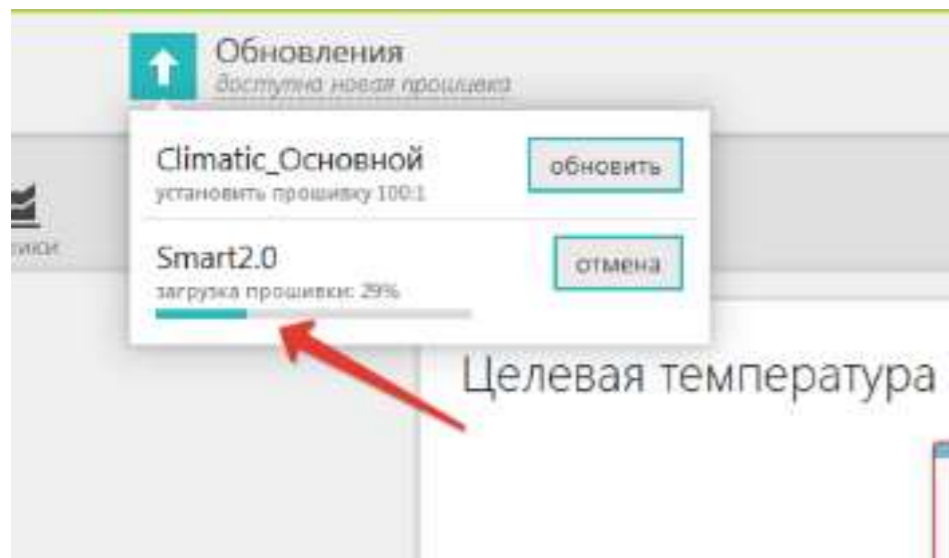 Обновления
доступна новая прошивка
Climatic_Основной
обновить
установить прошивку 100:1
Smart2.0
отмена
загрузка прошивки: 29%
Целевая температура